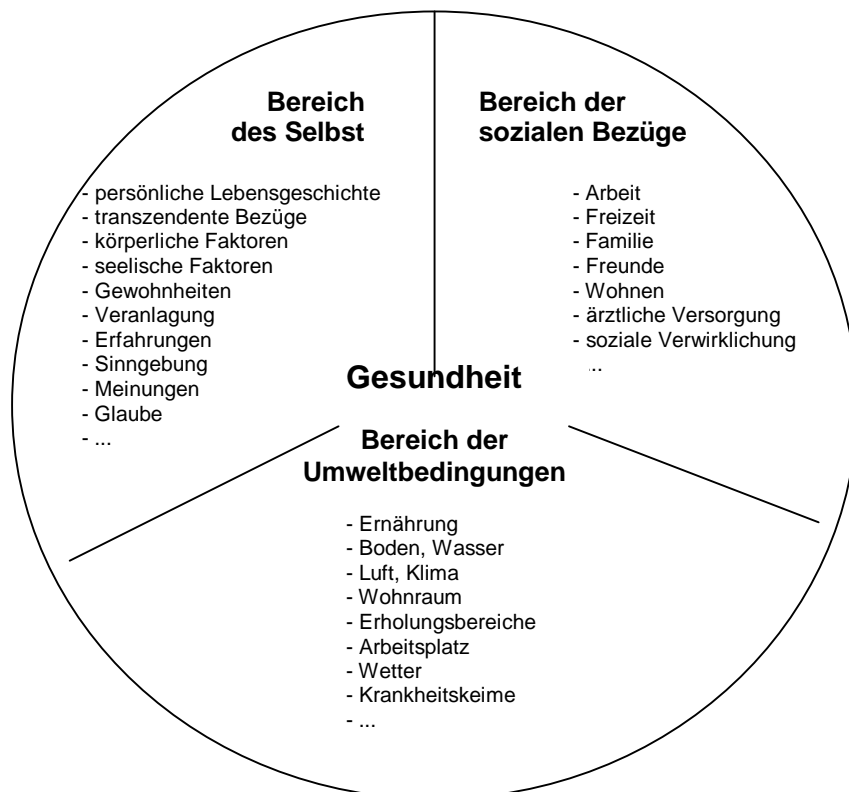 Bereich
des Selbst
- persönliche Lebensgeschichte
- transzendente Bezüge
- körperliche Faktoren
- seelische Faktoren
- Gewohnheiten
- Veranlagung
- Erfahrungen
- Sinngebung
- Meinungen
- Glaube
- ...
Bereich der
sozialen Bezüge
- Arbeit
- Freizeit
- Familie
- Freunde
- Wohnen
- ärztliche Versorgung
- soziale Verwirklichung
...
Gesundheit
Bereich der
Umweltbedingungen
- Ernährung
- Boden, Wasser
- Luft, Klima
- Wohnraum
- Erholungsbereiche
- Arbeitsplatz
- Wetter
- Krankheitskeime
- ...